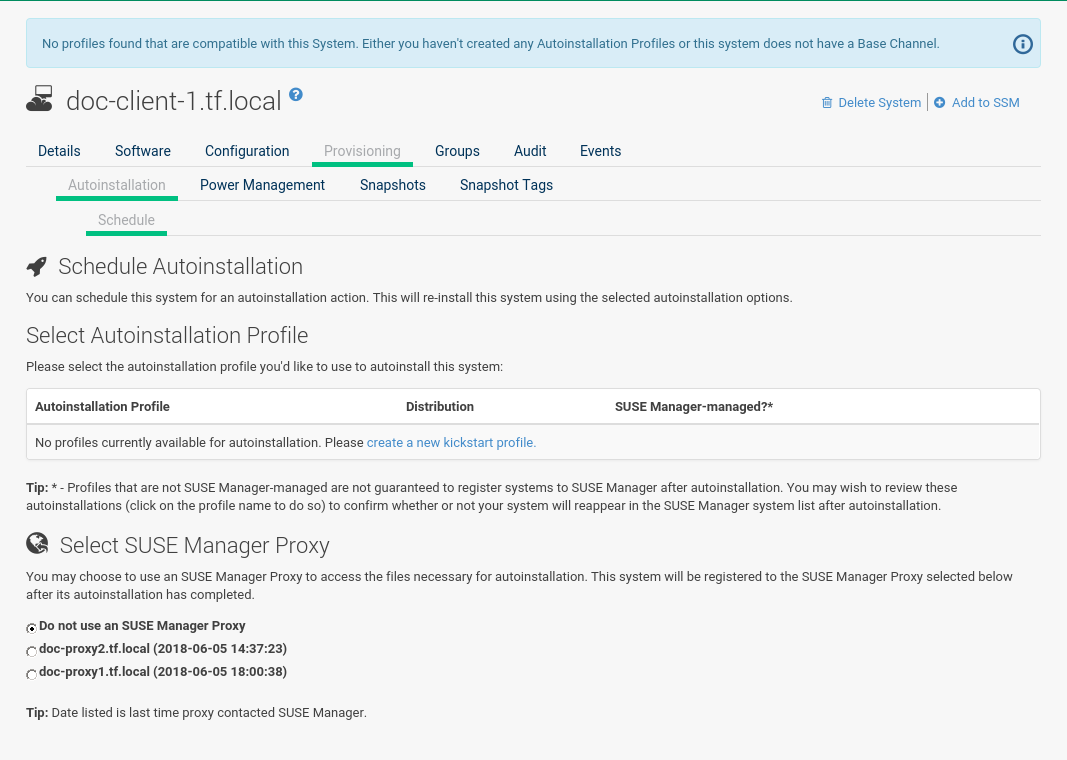 No profiles found that are compatible with this System. Either you haven't created any Autoinstallation Profiles or this system does not have a Base Channel.
doc-client-1.tf.local
Delete System | Add to SSM
Details Software Configuration Provisioning Groups Audit Events
Autoinstallation Power Management Snapshots Snapshot Tags
Schedule
Schedule Autoinstallation
You can schedule this system for an autoinstallation action. This will re-install this system using the selected autoinstallation options.
Select Autoinstallation Profile
Please select the autoinstallation profile you'd like to use to autoinstall this system:
Autoinstallation Profile Distribution SUSE Manager-managed?*
No profiles currently available for autoinstallation. Please create a new kickstart profile.
Tip: * - Profiles that are not SUSE Manager-managed are not guaranteed to register systems to SUSE Manager after autoinstallation. You may wish to review these
autoinstallations (click on the profile name to do so) to confirm whether or not your system will reappear in the SUSE Manager system list after autoinstallation.
Select SUSE Manager Proxy
You may choose to use an SUSE Manager Proxy to access the files necessary for autoinstallation. This system will be registered to the SUSE Manager Proxy selected below
after its autoinstallation has completed.
Do not use an SUSE Manager Proxy
doc-proxy2.tf.local (2018-06-05 14:37:23)
doc-proxy1.tf.local (2018-06-05 18:00:38)
Tip: Date listed is last time proxy contacted SUSE Manager.